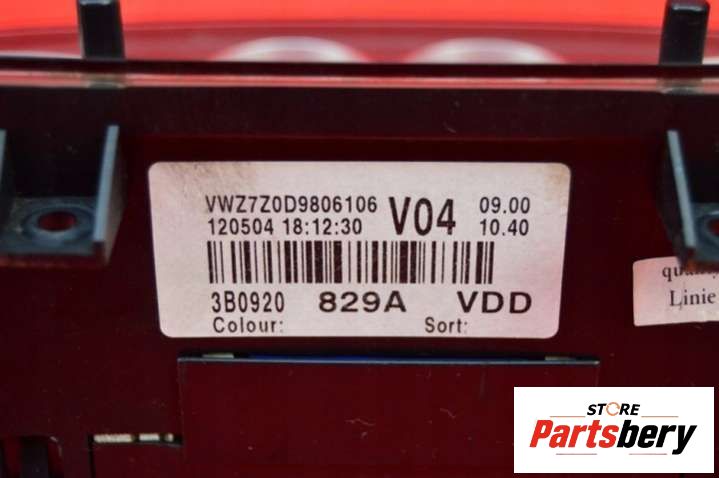 VWZ7Z0D9806106 V04 09.00
120504 18:12:30 10.40
3B0920 829A VDD
Colour: Sort:
Linie
STORE
Partsbery